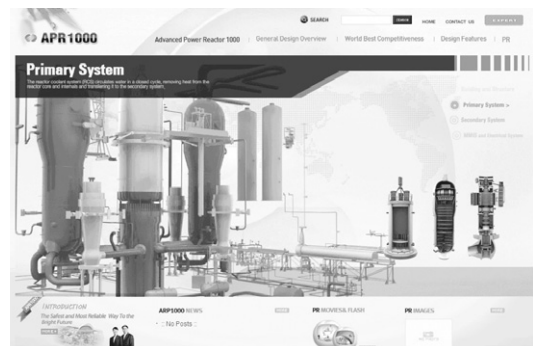 SEARCH
HOME CONTACT US
APR1000
Advanced Power Reactor 1000 | General Design Overview | World Best Competitiveness | Design Features | PR
Primary System
The reactor coolant system (RCS) circulates water in a closed cycle, removing heat from the
reactor core and internals and transferring it to the secondary system.
Primary System »
Secondary System
INTRODUCTION
The Safest and Most Reliable Way To the
Bright Future
ARP1000 NEWS
:: No Posts ::
PR MOVIES & FLASH
PR IMAGES